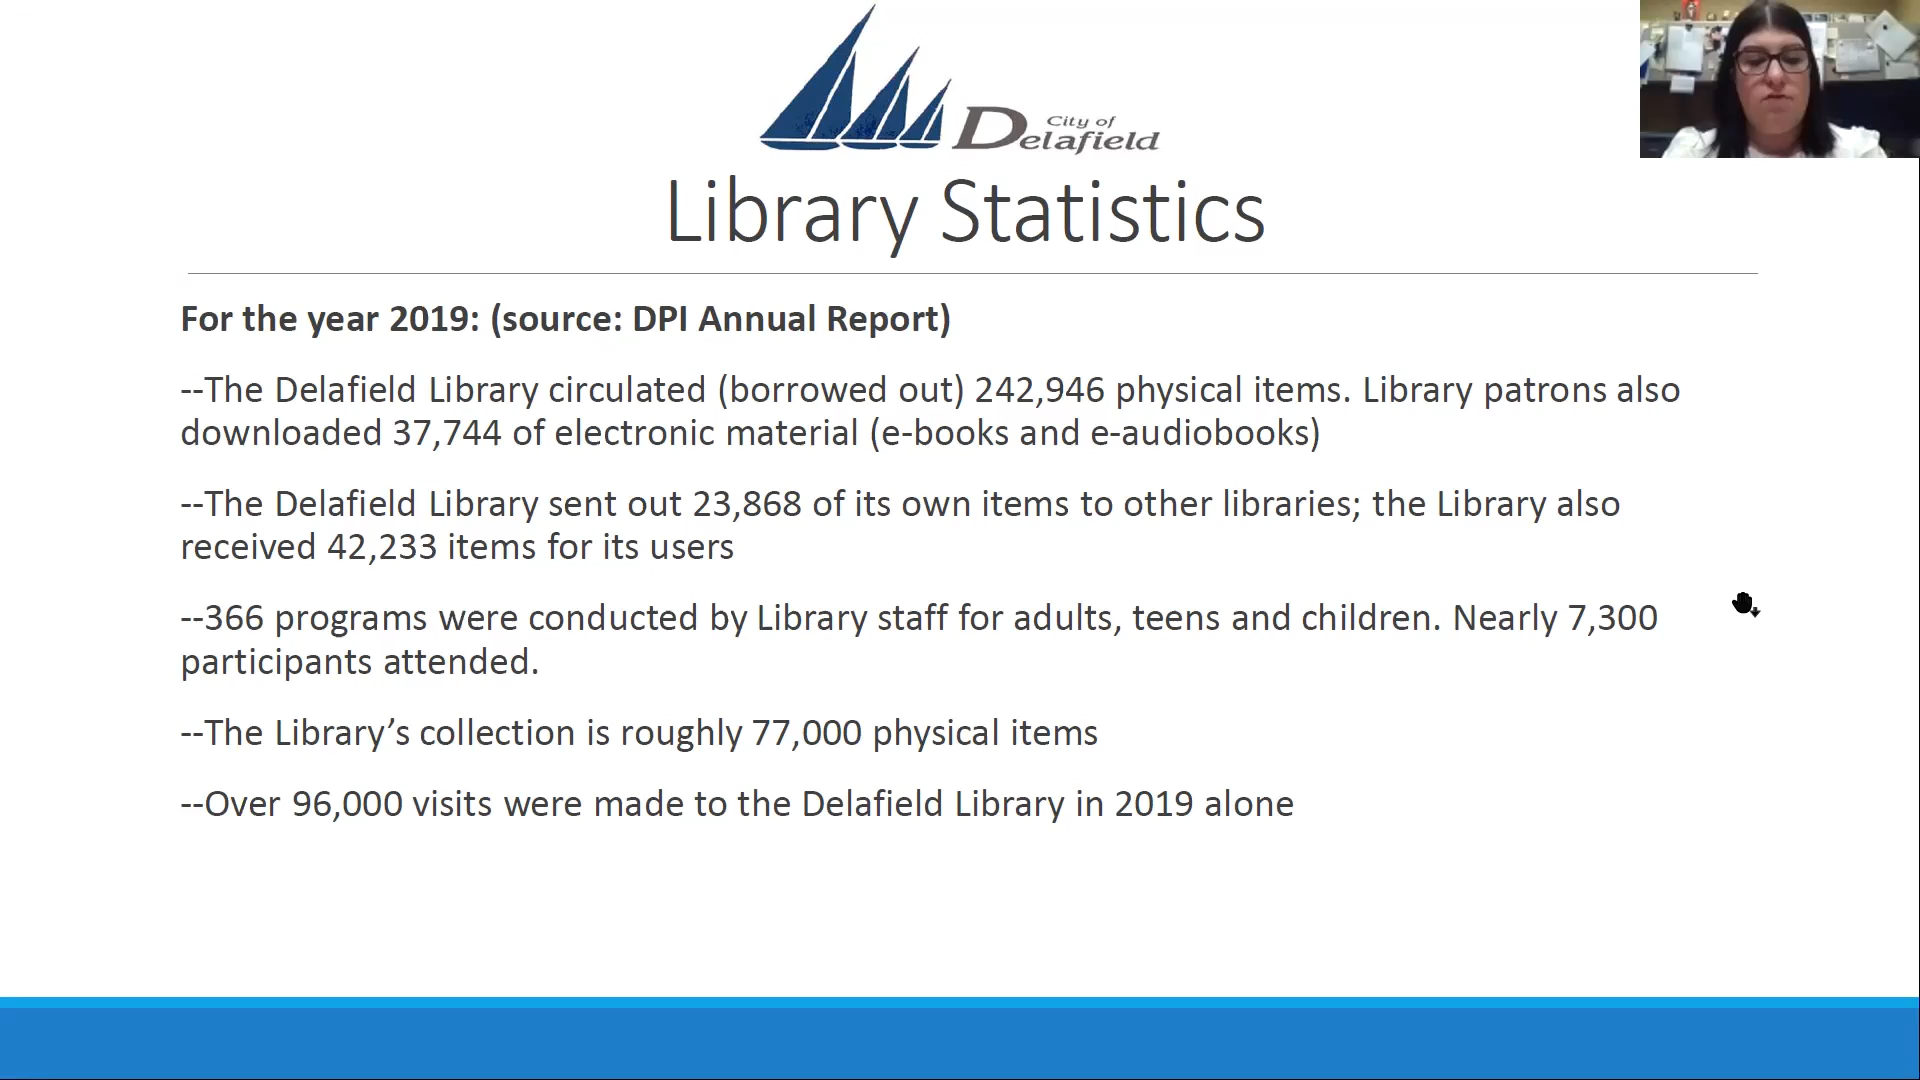 City of
Delafield
Library Statistics
For the year 2019: (source: DPI Annual Report)
--The Delafield Library circulated (borrowed out) 242,946 physical items. Library patrons also
downloaded 37,744 of electronic material (e-books and e-audiobooks)
--The Delafield Library sent out 23,868 of its own items to other libraries; the Library also
received 42,233 items for its users
--366 programs were conducted by Library staff for adults, teens and children. Nearly 7,300
participants attended.
--The Library’s collection is roughly 77,000 physical items
--Over 96,000 visits were made to the Delafield Library in 2019 alone